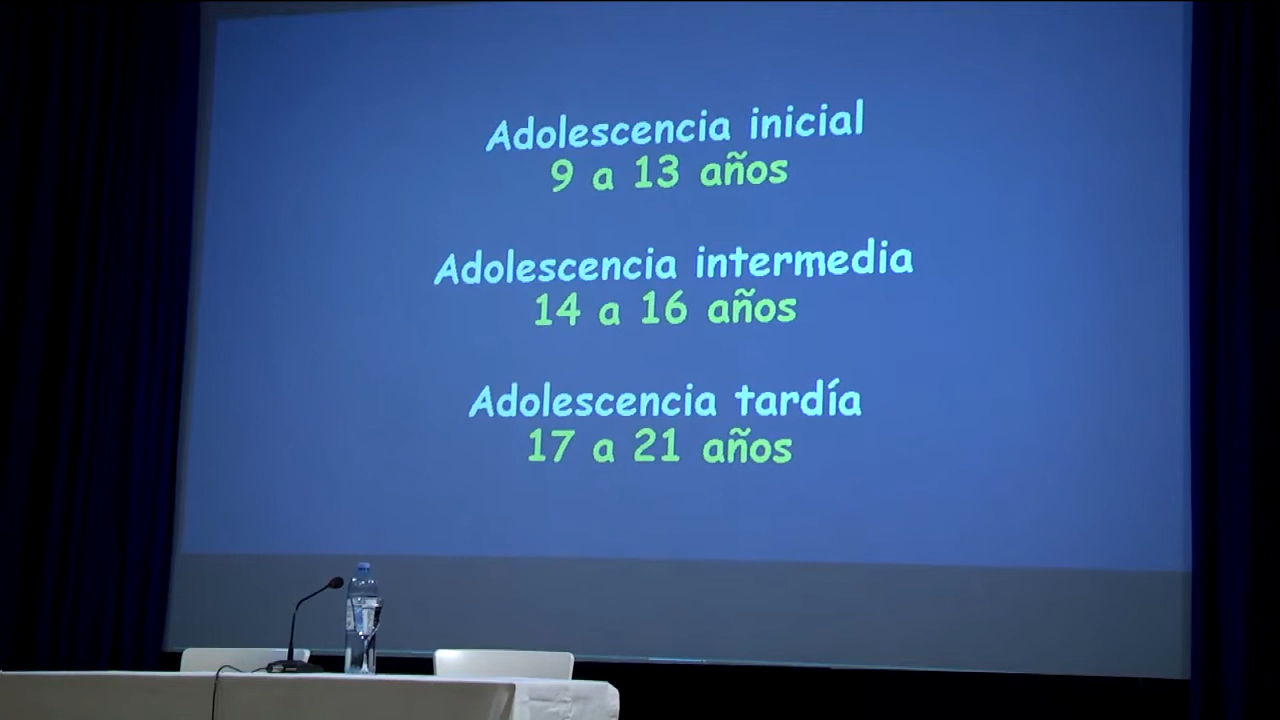 Adolescencia inicial
9 a 13 años
Adolescencia intermedia
14 a 16 años
Adolescencia tardía
17 a 21 años